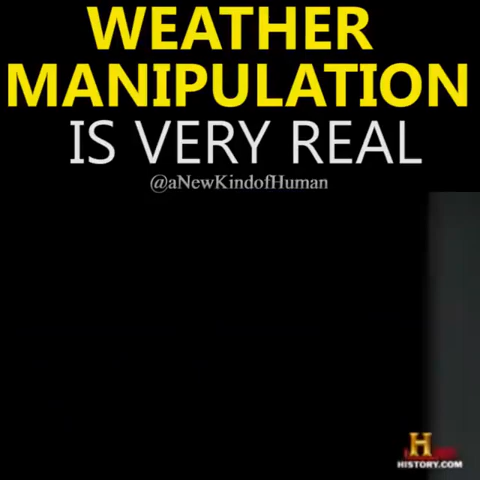 WEATHER
MANIPULATION
IS VERY REAL
@aNewKindofHuman
H
HISTORY.COM